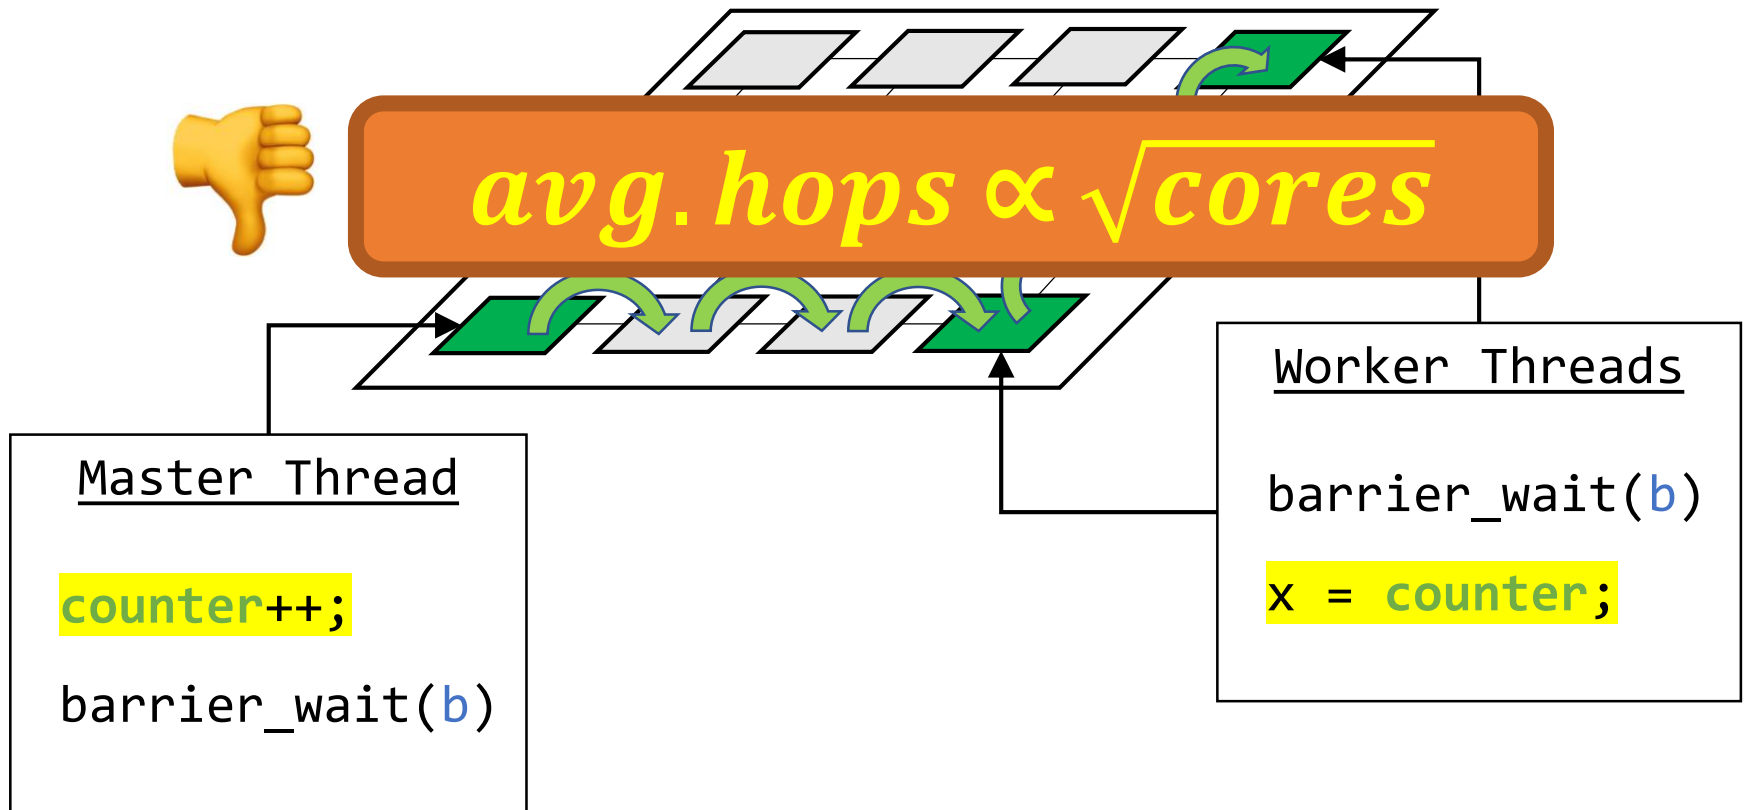 avg. hops ∝ √cores
Master Thread
counter++;
barrier_wait(b)
Worker Threads
barrier_wait(b)
x = counter;